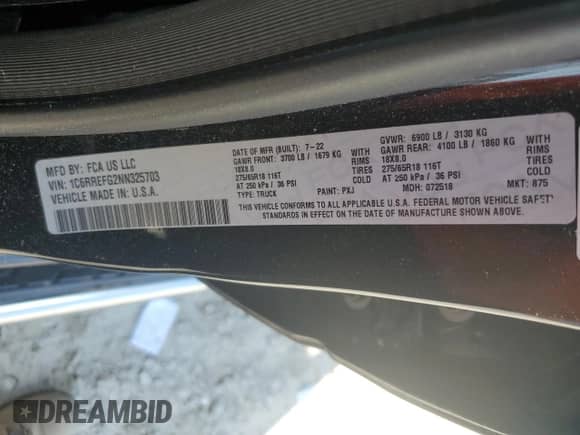 MFD BY: FCA US LLC
VIN: 1C6RREFG2NN325703
VEHICLE MADE IN: U.S.A.
DATE OF MFR (BUILT): 7-22
GAWR FRONT: 3700 LB / 1679 KG WITH
18X8.0 RIMS
275/65R18 116T TIRES
AT 250 kPa / 36 PSI COLD
TYPE: TRUCK PAINT: PXJ
GVWR: 6900 LB / 3130 KG
GAWR REAR: 4100 LB / 1860 KG WITH
18X8.0 RIMS
275/65R18 116T TIRES
AT 250 kPa / 36 PSI COLD
MDH: 072518 MKT: 875
THIS VEHICLE CONFORMS TO ALL APPLICABLE U.S.A. FEDERAL MOTOR VEHICLE SAFETY
STANDARDS IN EFFECT ON THE DATE OF MANUFACTURE SHOWN ABOVE
DREAMBID